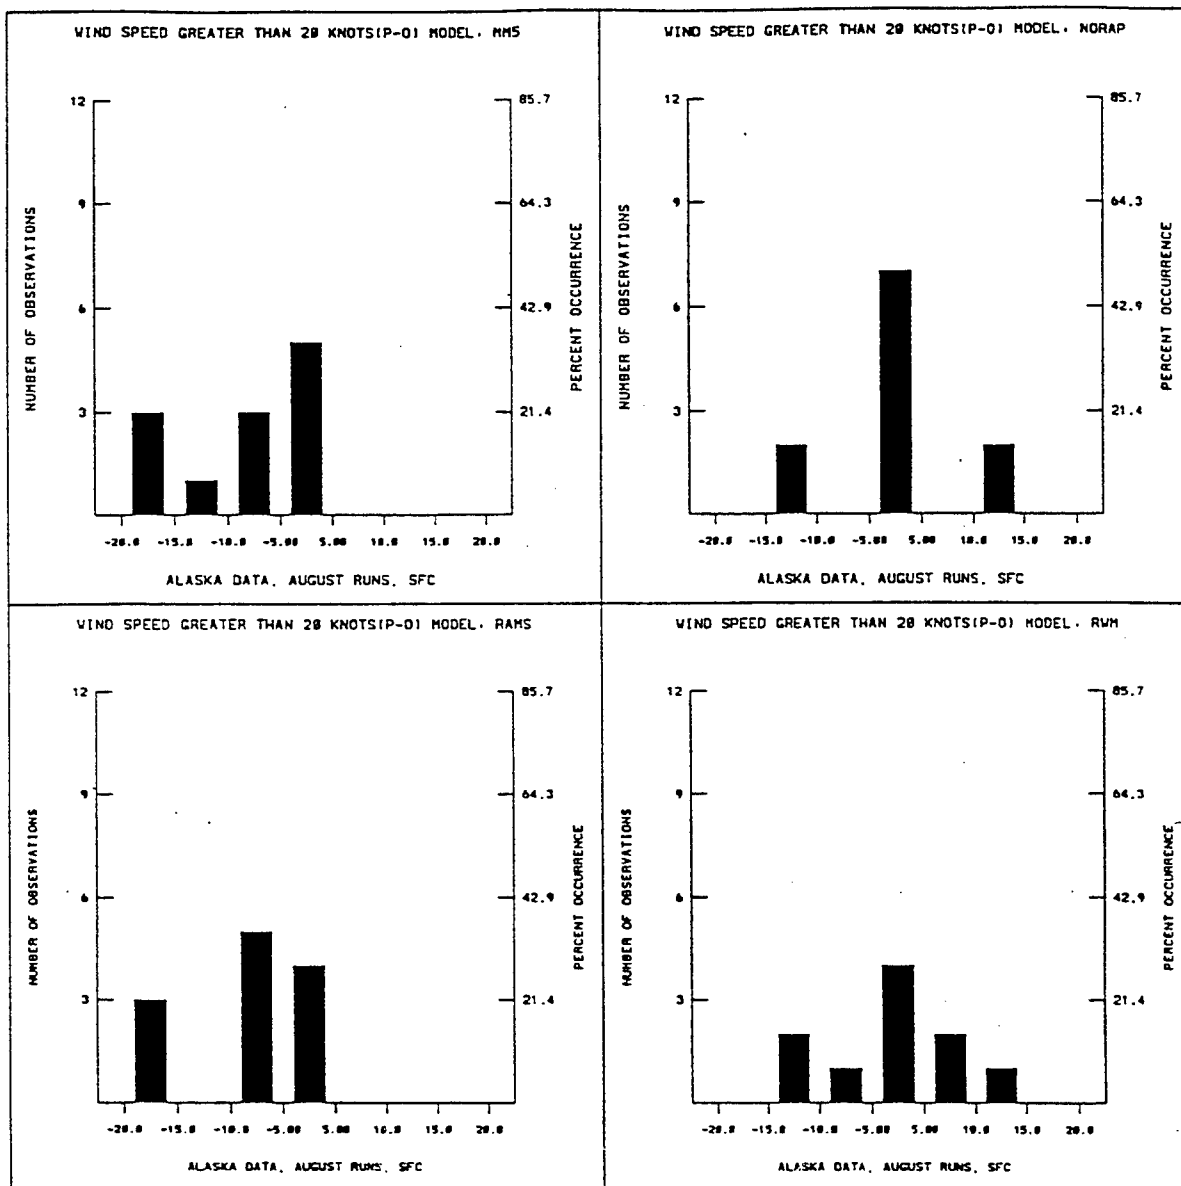 WIND SPEED GREATER THAN 20 KNOTS(P-O) MODEL. MM5
12
9
6
3
NUMBER OF OBSERVATIONS
85.7
64.3
42.9
21.4
PERCENT OCCURRENCE
-20.0 -15.0 -10.0 -5.00 5.00 10.0 15.0 20.0
ALASKA DATA. AUGUST RUNS. SFC
WIND SPEED GREATER THAN 20 KNOTS(P-O) MODEL. NORAP
12
9
6
3
NUMBER OF OBSERVATIONS
85.7
64.3
42.9
21.4
PERCENT OCCURRENCE
-20.0 -15.0 -10.0 -5.00 5.00 10.0 15.0 20.0
ALASKA DATA. AUGUST RUNS. SFC
WIND SPEED GREATER THAN 20 KNOTS(P-O) MODEL. RAMS
12
9
6
3
NUMBER OF OBSERVATIONS
85.7
64.3
42.9
21.4
PERCENT OCCURRENCE
-20.0 -15.0 -10.0 -5.00 5.00 10.0 15.0 20.0
ALASKA DATA. AUGUST RUNS. SFC
WIND SPEED GREATER THAN 20 KNOTS(P-O) MODEL. RWM
12
9
6
3
NUMBER OF OBSERVATIONS
85.7
64.3
42.9
21.4
PERCENT OCCURRENCE
-20.0 -15.0 -10.0 -5.00 5.00 10.0 15.0 20.0
ALASKA DATA. AUGUST RUNS. SFC